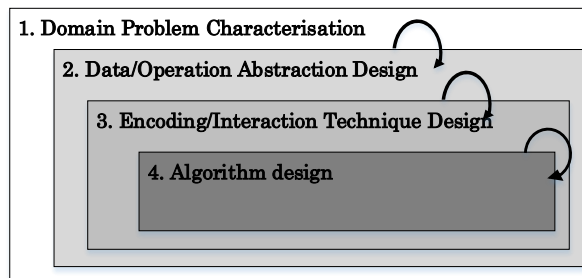 1. Domain Problem Characterisation
2. Data/Operation Abstraction Design
3. Encoding/Interaction Technique Design
4. Algorithm design